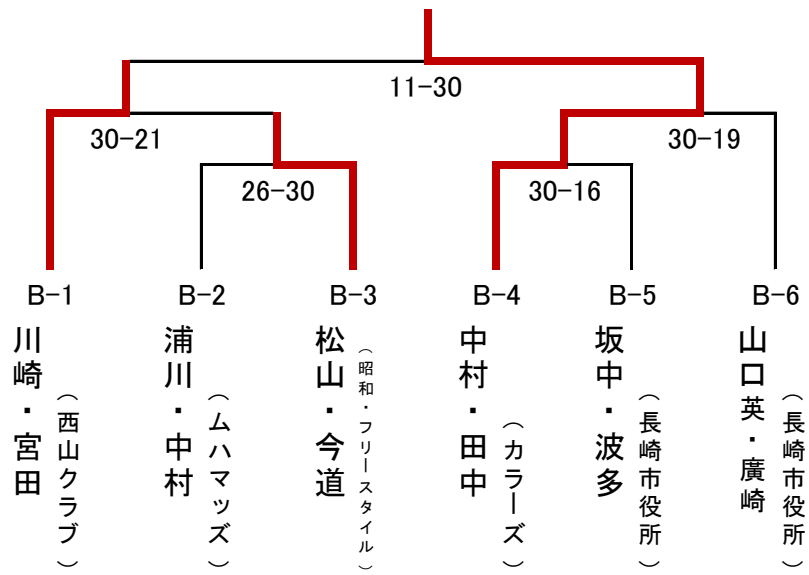 11-30
30-21
30-19
26-30
30-16
B-1
B-2
B-3
B-4
B-5
B-6
川崎・宮田
（西山クラブ）
浦川・中村
（ムハマッズ）
松山・今道
（昭和・フリースタイル）
中村・田中
（カラーズ）
坂中・波多
（長崎市役所）
山口英・廣崎
（長崎市役所）